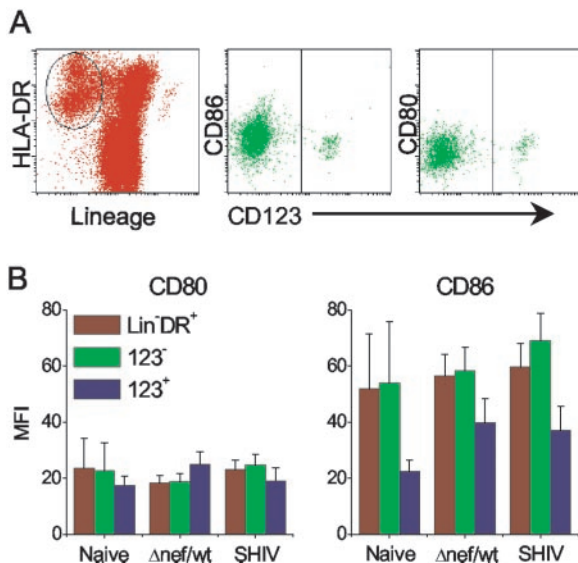 A
HLA-DR
Lineage
CD86
CD80
CD123
B
CD80
CD86
Lin⁻DR⁺
123⁻
123⁺
MFI
80
60
40
20
0
Naive Δnef/wt SHIV
80
60
40
20
0
Naive Δnef/wt SHIV